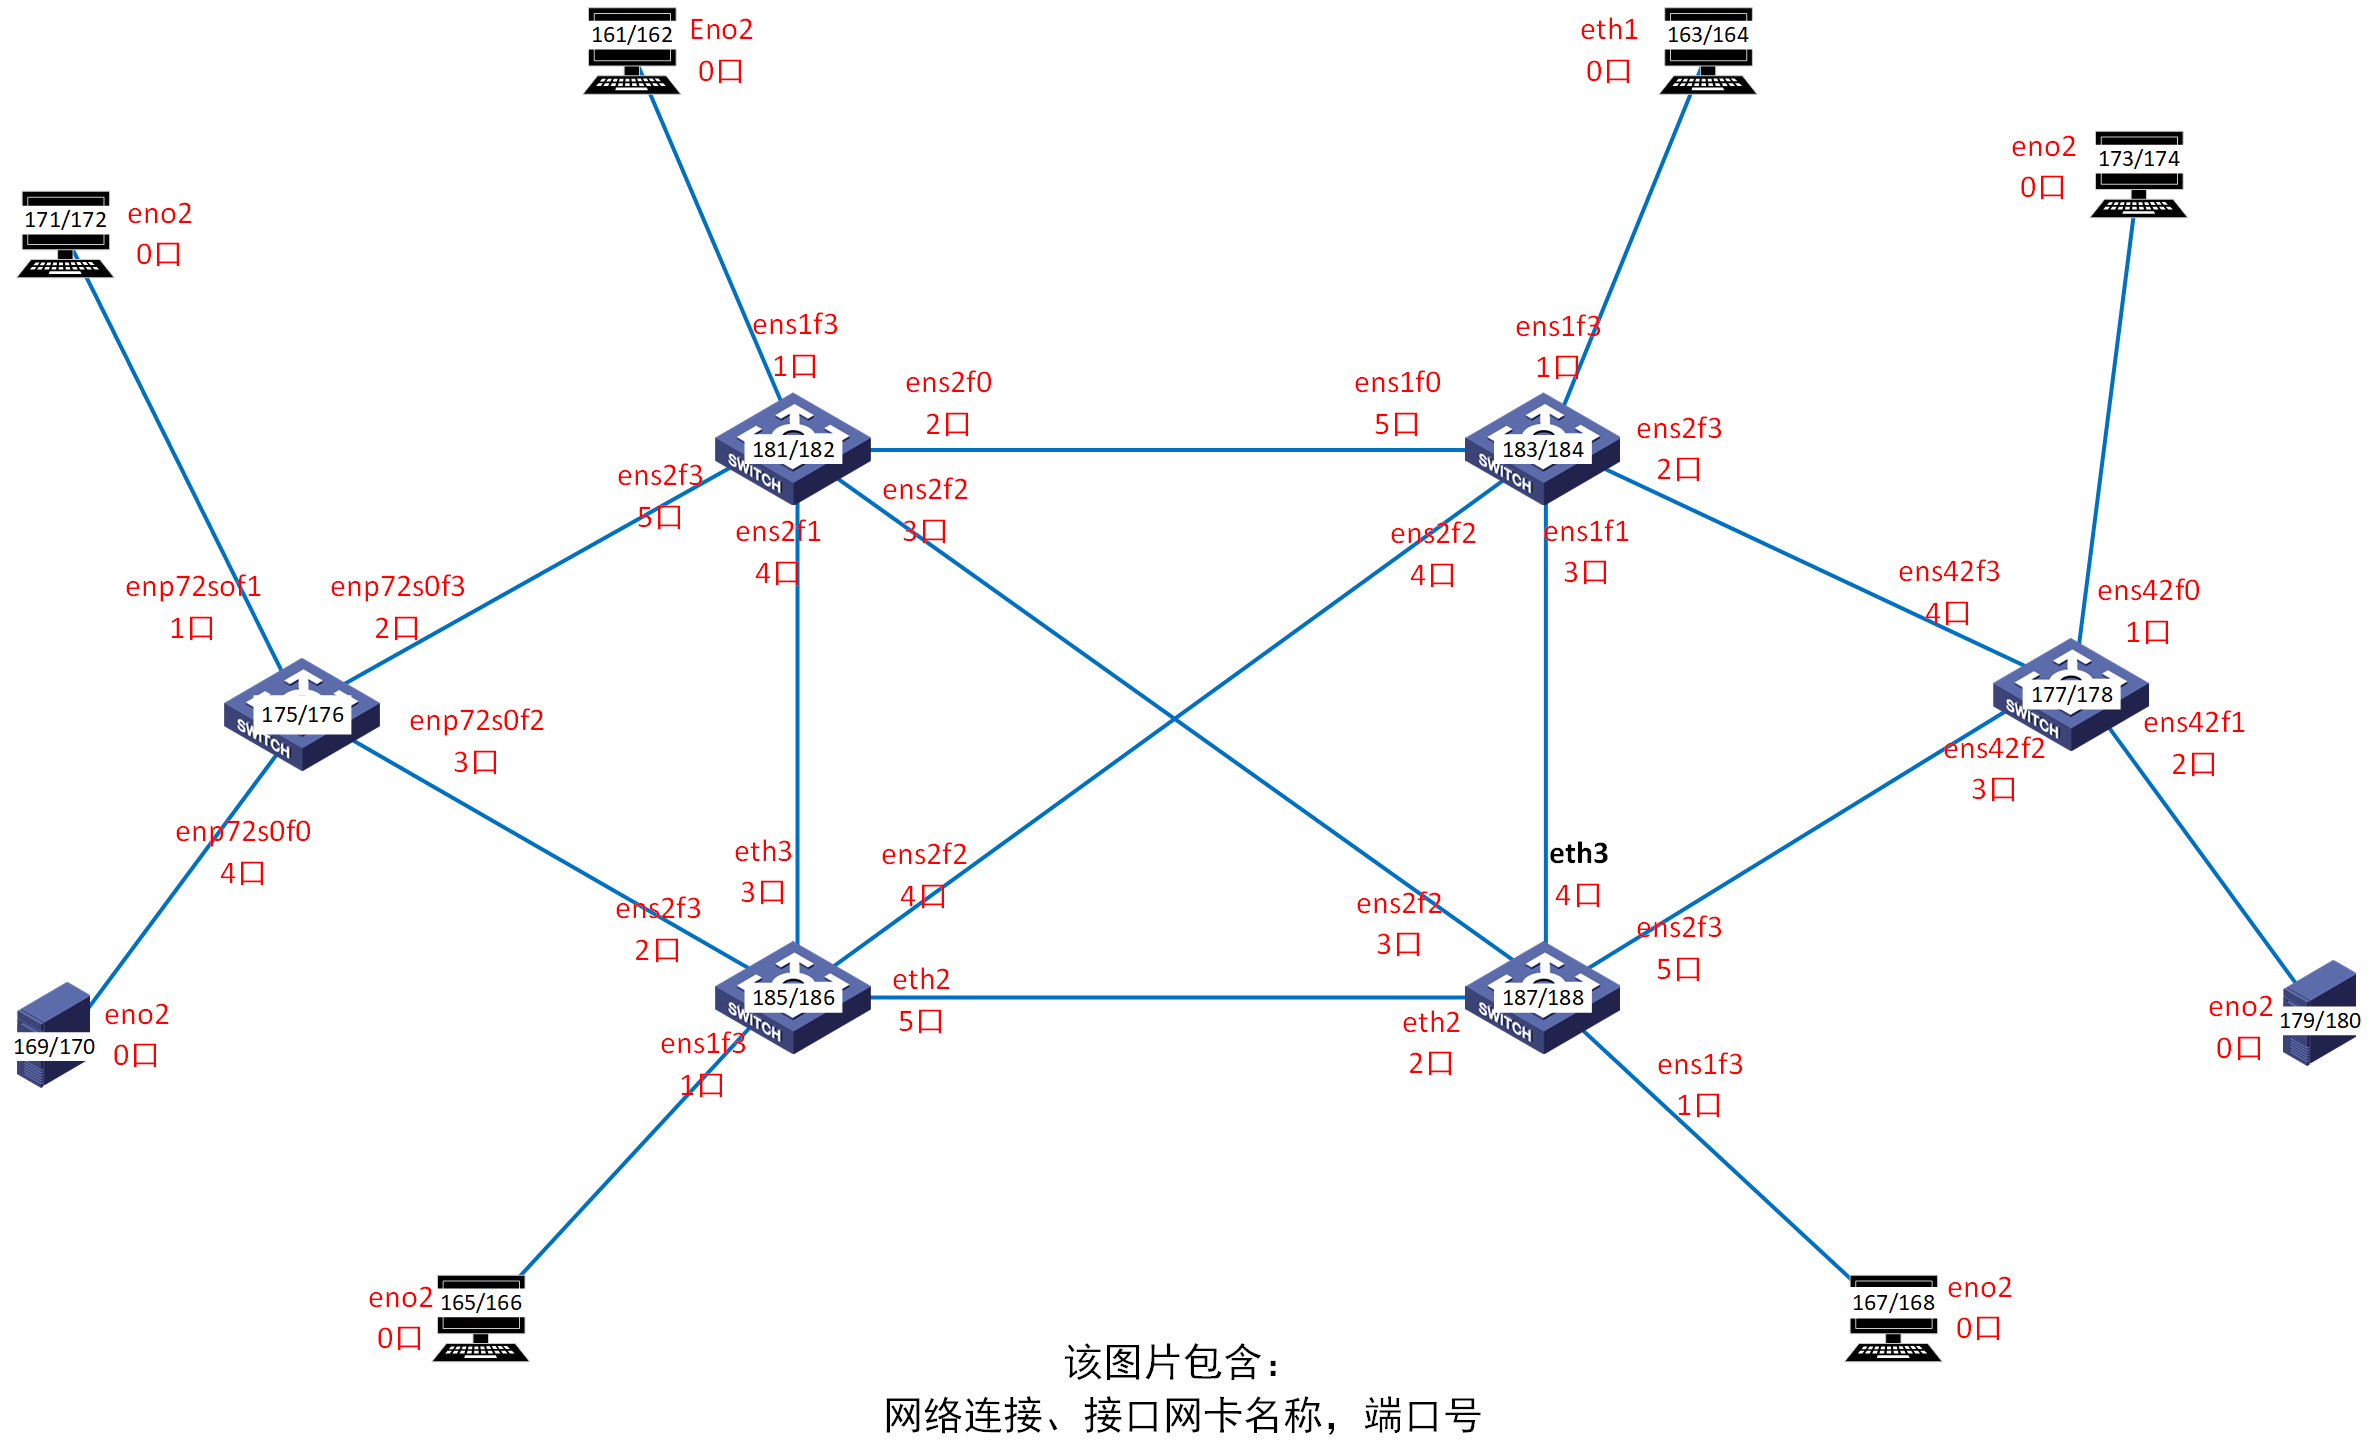 161/162
Eno2
0口
eth1
0口
163/164
eno2
0口
173/174
171/172
eno2
0口
ens1f3
1口
ens1f3
1口
ens2f0
2口
ens1f0
5口
181/182
SWITCH
183/184
SWITCH
ens2f3
2口
ens2f3
5口
ens2f2
3口
ens2f1
4口
ens2f2
4口
ens1f1
3口
enp72sof1
1口
enp72s0f3
2口
ens42f3
4口
ens42f0
1口
175/176
SWITCH
177/178
SWITCH
enp72s0f2
3口
ens42f1
2口
ens42f2
3口
enp72s0f0
4口
eth3
3口
ens2f2
4口
eth3
4口
ens2f3
2口
ens2f2
3口
ens2f3
5口
185/186
SWITCH
eth2
5口
187/188
SWITCH
eth2
2口
169/170
eno2
0口
eno2
0口
179/180
ens1f3
1口
ens1f3
1口
eno2
0口
165/166
167/168
eno2
0口
该图片包含：
网络连接、接口网卡名称，端口号